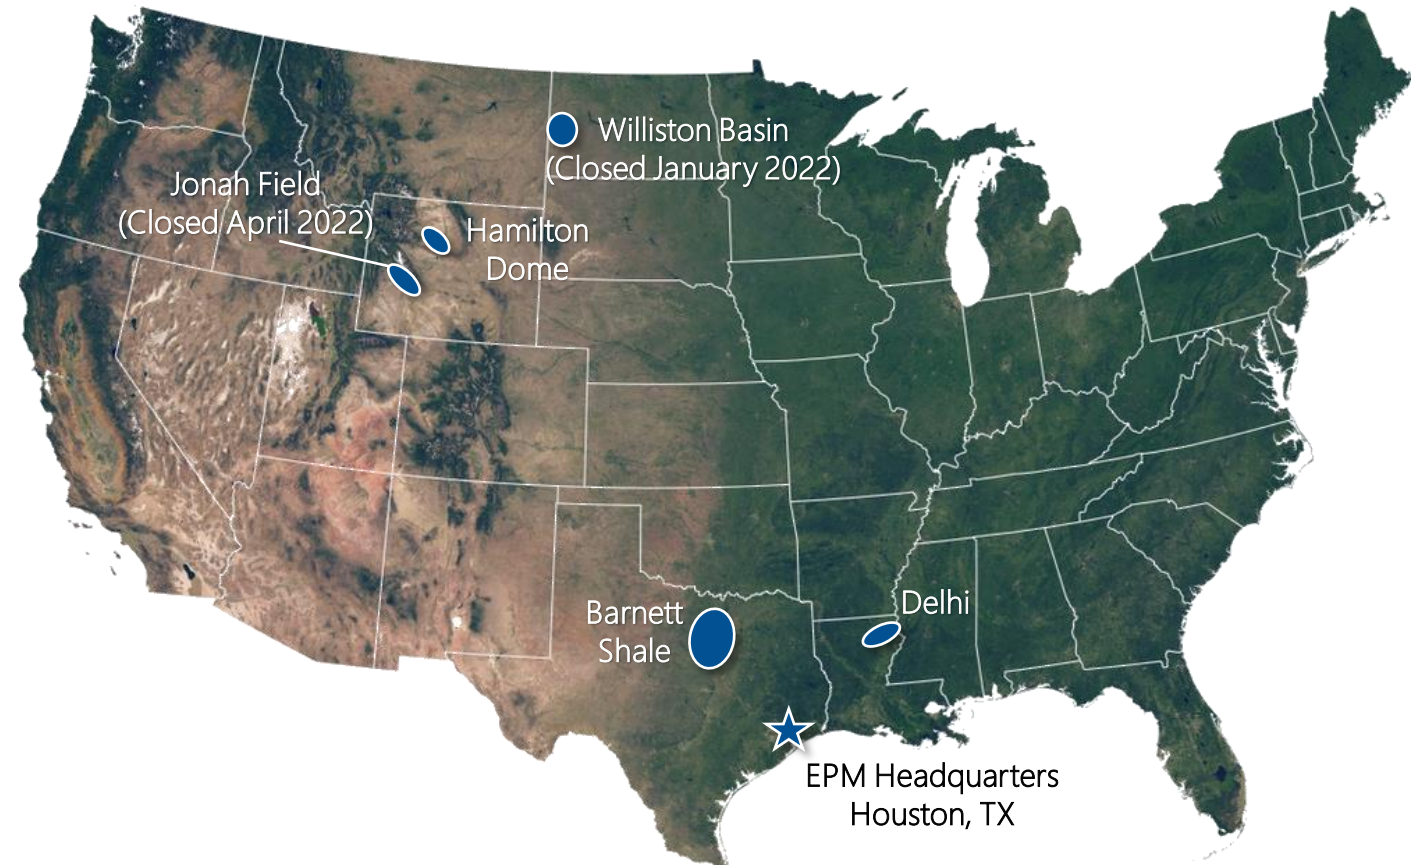 Williston Basin
(Closed January 2022)
Jonah Field
(Closed April 2022)
Hamilton
Dome
Barnett
Shale
Delhi
EPM Headquarters
Houston, TX